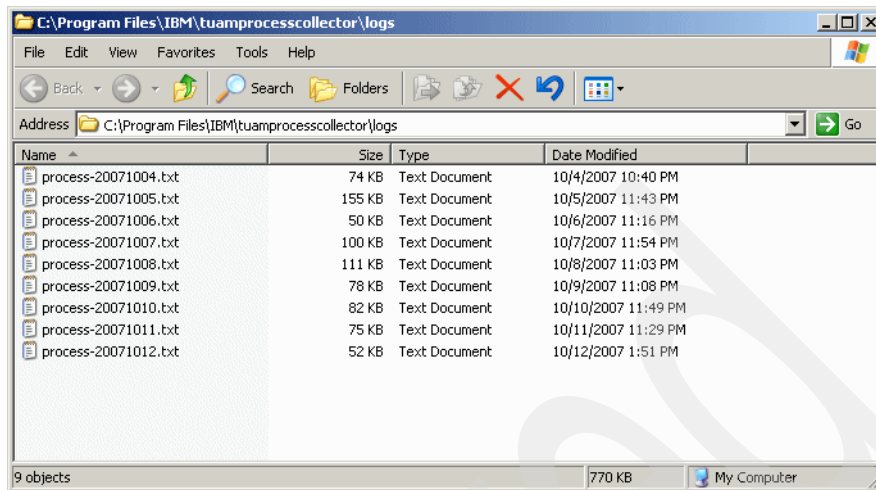 C:\Program Files\IBM\tuamprocesscollector\logs
File Edit View Favorites Tools Help
Back Search Folders
Address C:\Program Files\IBM\tuamprocesscollector\logs Go
Name Size Type Date Modified
process-20071004.txt 74 KB Text Document 10/4/2007 10:40 PM
process-20071005.txt 155 KB Text Document 10/5/2007 11:43 PM
process-20071006.txt 50 KB Text Document 10/6/2007 11:16 PM
process-20071007.txt 100 KB Text Document 10/7/2007 11:54 PM
process-20071008.txt 111 KB Text Document 10/8/2007 11:03 PM
process-20071009.txt 78 KB Text Document 10/9/2007 11:08 PM
process-20071010.txt 82 KB Text Document 10/10/2007 11:49 PM
process-20071011.txt 75 KB Text Document 10/11/2007 11:29 PM
process-20071012.txt 52 KB Text Document 10/12/2007 1:51 PM
9 objects 770 KB My Computer